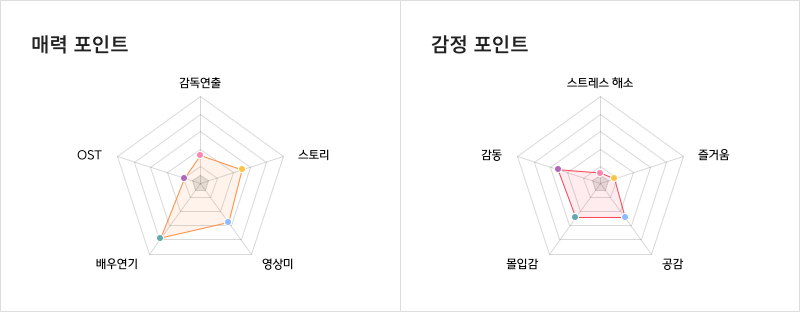 매력 포인트
감독연출
OST
스토리
배우연기
영상미
감정 포인트
스트레스 해소
감동
즐거움
몰입감
공감